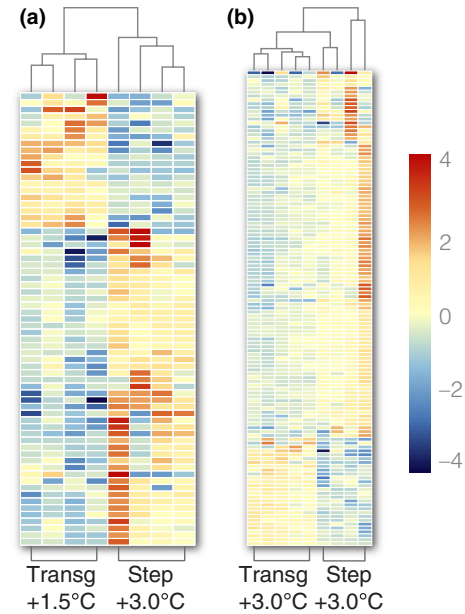 (a)
(b)
4
2
0
−2
−4
Transg Step
+1.5°C +3.0°C
Transg Step
+3.0°C +3.0°C